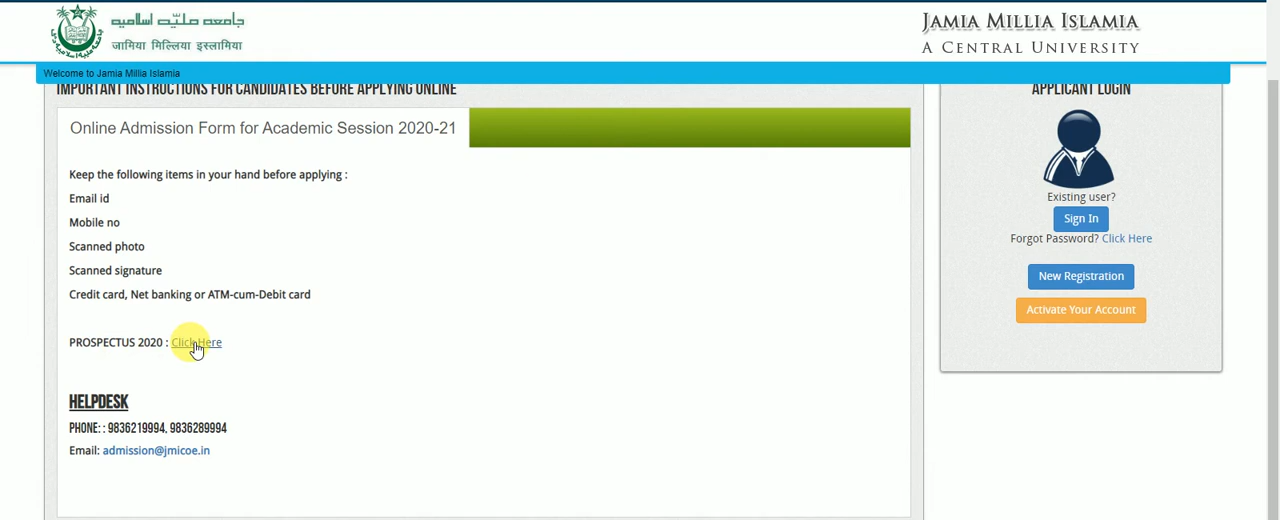 جامعہ ملیّہ اسلامیہ
जामिया मिल्लिया इस्लामिया
JAMIA MILLIA ISLAMIA
A CENTRAL UNIVERSITY
Welcome to Jamia Millia Islamia
IMPORTANT INSTRUCTIONS FOR CANDIDATES BEFORE APPLYING ONLINE
Online Admission Form for Academic Session 2020-21
Keep the following items in your hand before applying :
Email id
Mobile no
Scanned photo
Scanned signature
Credit card, Net banking or ATM-cum-Debit card
PROSPECTUS 2020 : Click Here
HELPDESK
PHONE: : 9836219994, 9836289994
Email: admission@jmicoe.in
APPLICANT LOGIN
Existing user?
Sign In
Forgot Password? Click Here
New Registration
Activate Your Account